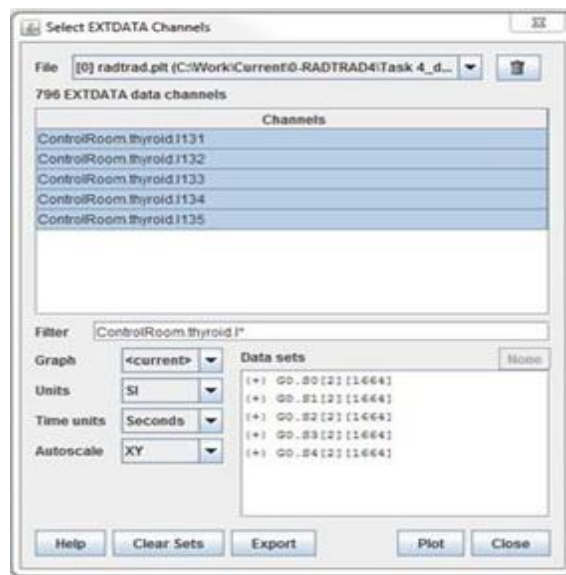 Select EXTDATA Channels
File [0] radtrad.plt (C:\Work\Current\0-RADTRAD4\Task 4_d...
796 EXTDATA data channels
Channels
ControlRoom.thyroid.I131
ControlRoom.thyroid.I132
ControlRoom.thyroid.I133
ControlRoom.thyroid.I134
ControlRoom.thyroid.I135
Filter ControlRoom.thyroid.I*
Graph <current> Data sets None
Units SI
Time units Seconds
Autoscale XY
(+) G0.S0[2][1664]
(+) G0.S1[2][1664]
(+) G0.S2[2][1664]
(+) G0.S3[2][1664]
(+) G0.S4[2][1664]
Help Clear Sets Export Plot Close